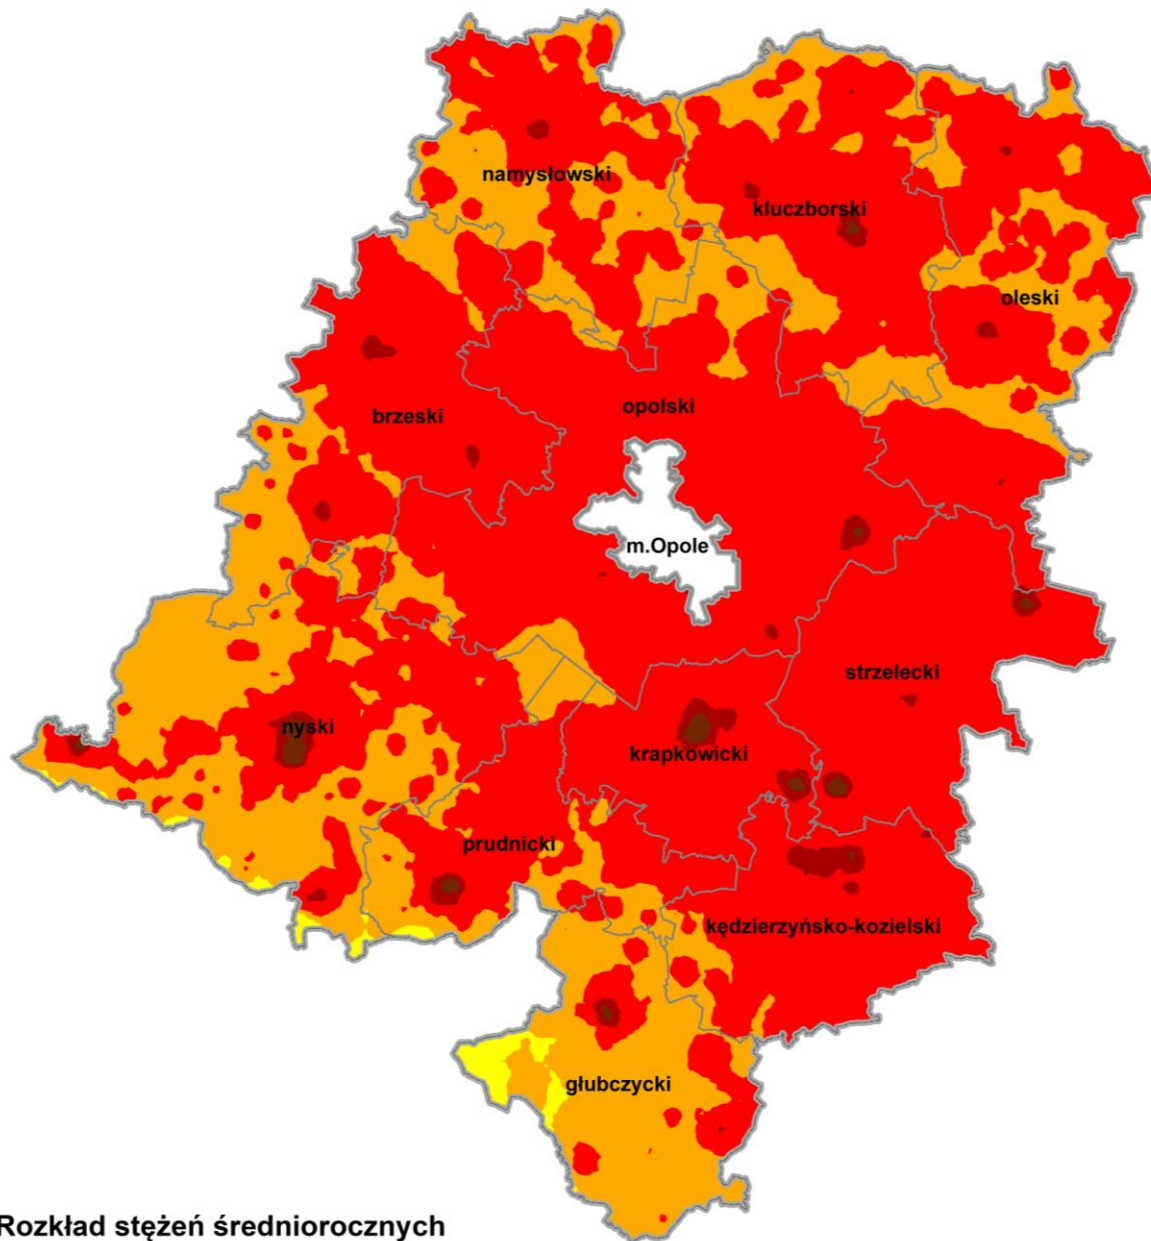 namysłowski
kluczborski
oleski
brzeski
opolski
m.Opole
strzelecki
nyski
krapkowicki
prudnicki
kędzierzyńsko-kozielski
głubczycki
Rozkład stężeń średniorocznych